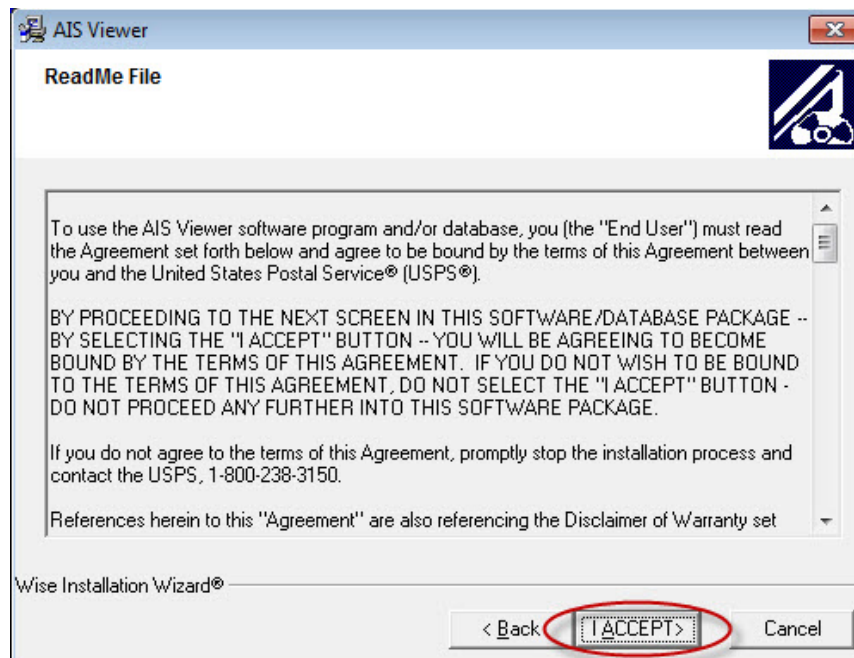 AIS Viewer
ReadMe File
To use the AIS Viewer software program and/or database, you (the "End User") must read
the Agreement set forth below and agree to be bound by the terms of this Agreement between
you and the United States Postal Service® (USPS®).
BY PROCEEDING TO THE NEXT SCREEN IN THIS SOFTWARE/DATABASE PACKAGE --
BY SELECTING THE "I ACCEPT" BUTTON -- YOU WILL BE AGREEING TO BECOME
BOUND BY THE TERMS OF THIS AGREEMENT.  IF YOU DO NOT WISH TO BE BOUND
TO THE TERMS OF THIS AGREEMENT, DO NOT SELECT THE "I ACCEPT" BUTTON -
DO NOT PROCEED ANY FURTHER INTO THIS SOFTWARE PACKAGE.
If you do not agree to the terms of this Agreement, promptly stop the installation process and
contact the USPS, 1-800-238-3150.
References herein to this "Agreement" are also referencing the Disclaimer of Warranty set
Wise Installation Wizard®
< Back
I ACCEPT>
Cancel